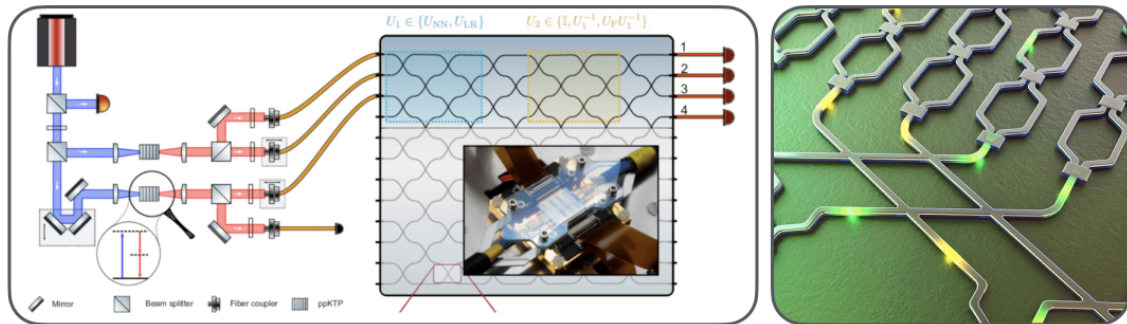 U₁ ∈ {U_NN, U_LR}
U₂ ∈ {𝕀, U₁⁻¹, U_F U₁⁻¹}
1
2
3
4
Mirror
Beam splitter
Fiber coupler
ppKTP